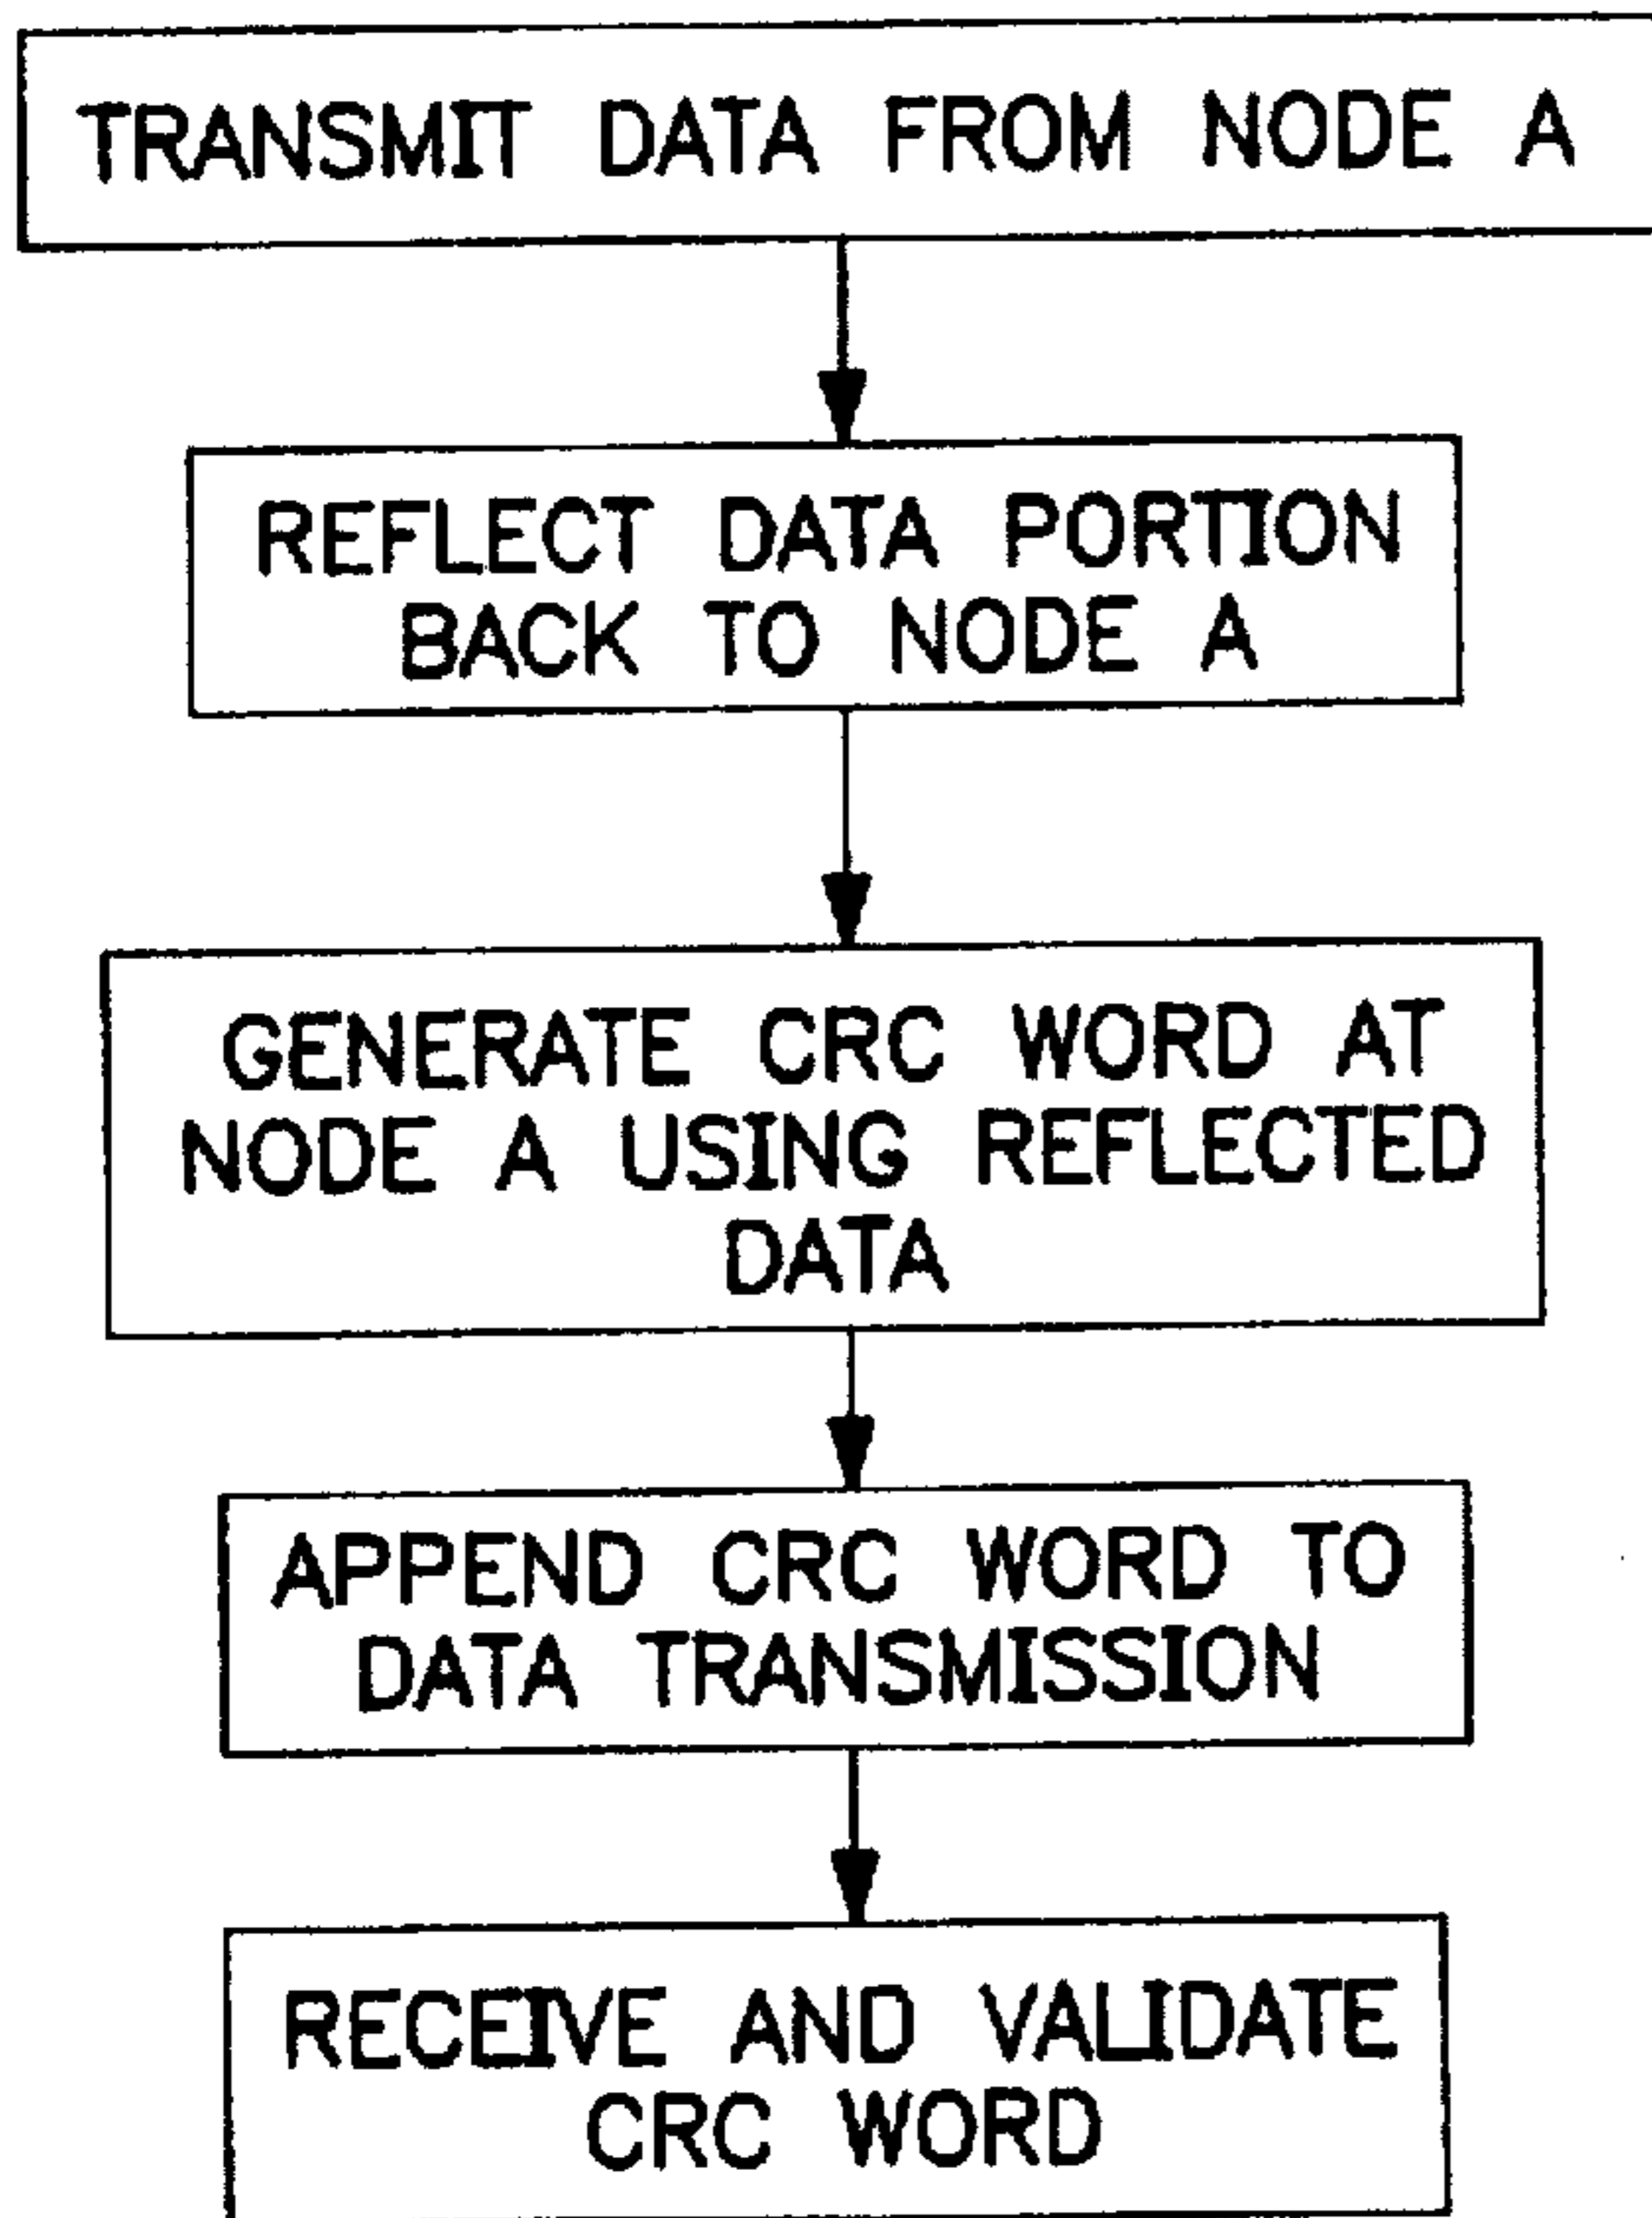 TRANSMIT DATA FROM NODE A
REFLECT DATA PORTION
BACK TO NODE A
GENERATE CRC WORD AT
NODE A USING REFLECTED
DATA
APPEND CRC WORD TO
DATA TRANSMISSION
RECEIVE AND VALIDATE
CRC WORD